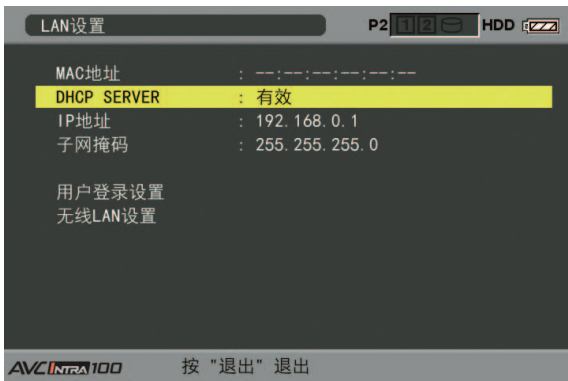 LAN设置 P2 1 2 HDD
MAC地址 : --:--:--:--:--:--
DHCP SERVER : 有效
IP地址 : 192.168.0.1
子网掩码 : 255.255.255.0
用户登录设置
无线LAN设置
AVC INTRA 100 按 "退出" 退出